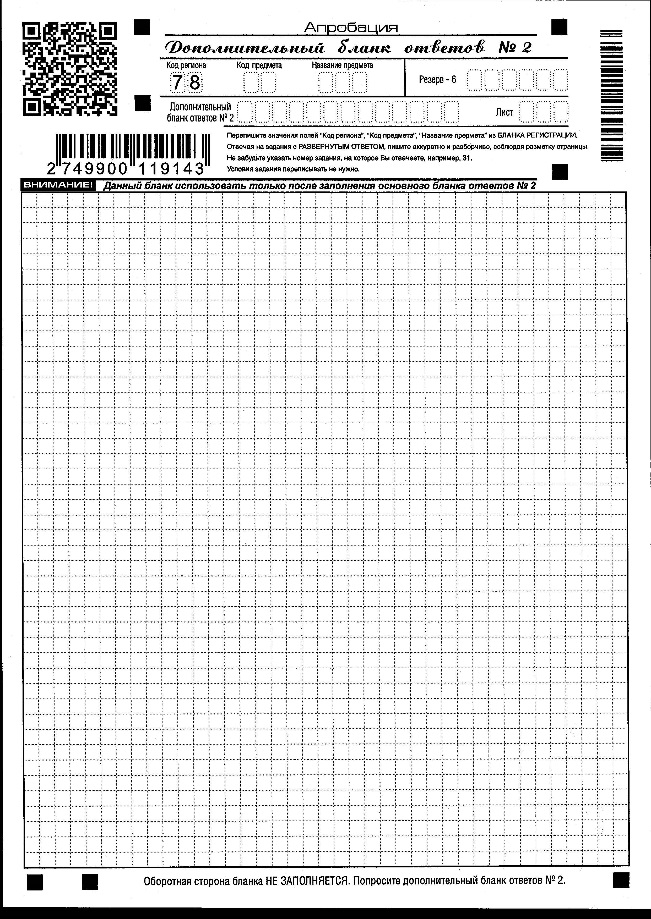 Апробация
Дополнительный бланк ответов № 2
Код региона Код предмета Название предмета
78
Резерв - 6
Дополнительный
бланк ответов № 2
Лист
Перепишите значения полей "Код региона", "Код предмета", "Название предмета" из БЛАНКА РЕГИСТРАЦИИ.
Отвечая на задания с РАЗВЕРНУТЫМ ОТВЕТОМ, пишите аккуратно и разборчиво, соблюдая разметку страницы.
Не забудьте указать номер задания, на которое Вы отвечаете, например, 31.
Условия задания переписывать не нужно.
2 749900 119143
ВНИМАНИЕ! Данный бланк использовать только после заполнения основного бланка ответов № 2
Оборотная сторона бланка НЕ ЗАПОЛНЯЕТСЯ. Попросите дополнительный бланк ответов № 2.